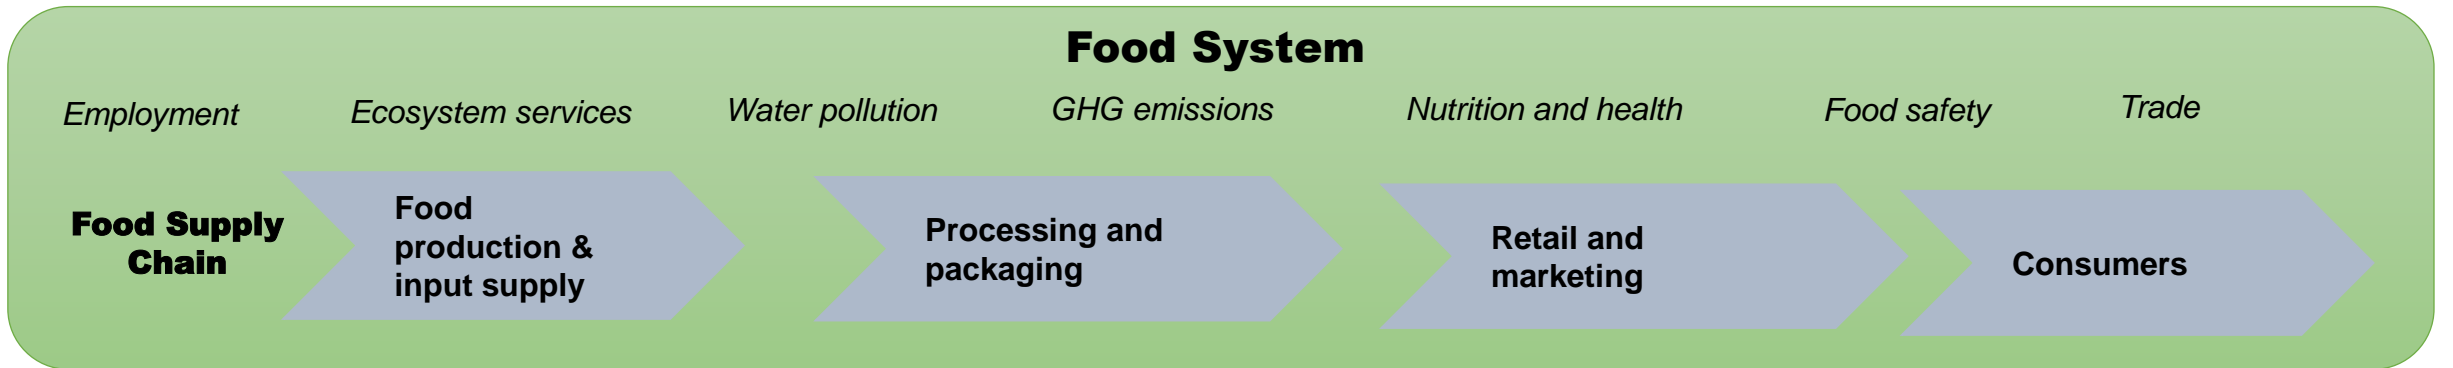 Food System
Employment
Ecosystem services
Water pollution
GHG emissions
Nutrition and health
Food safety
Trade
Food Supply
Chain
Food
production &
input supply
Processing and
packaging
Retail and
marketing
Consumers